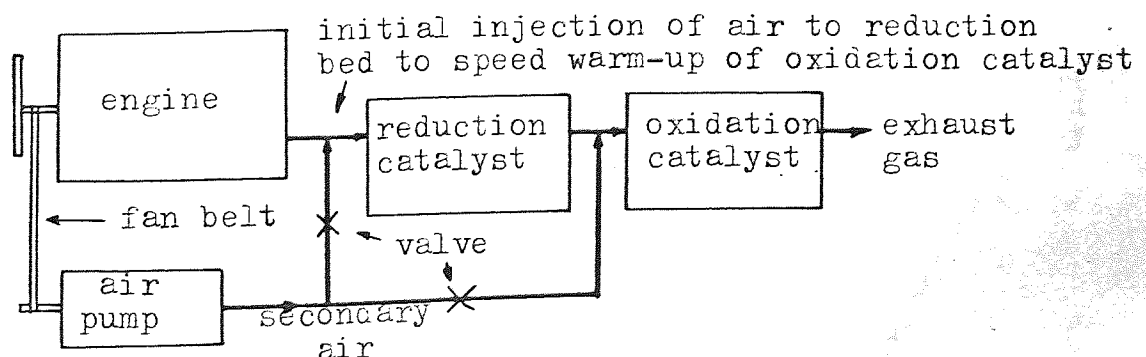 initial injection of air to reduction
bed to speed warm-up of oxidation catalyst
engine
reduction
catalyst
oxidation
catalyst
exhaust
gas
fan belt
valve
air
pump
secondary
air